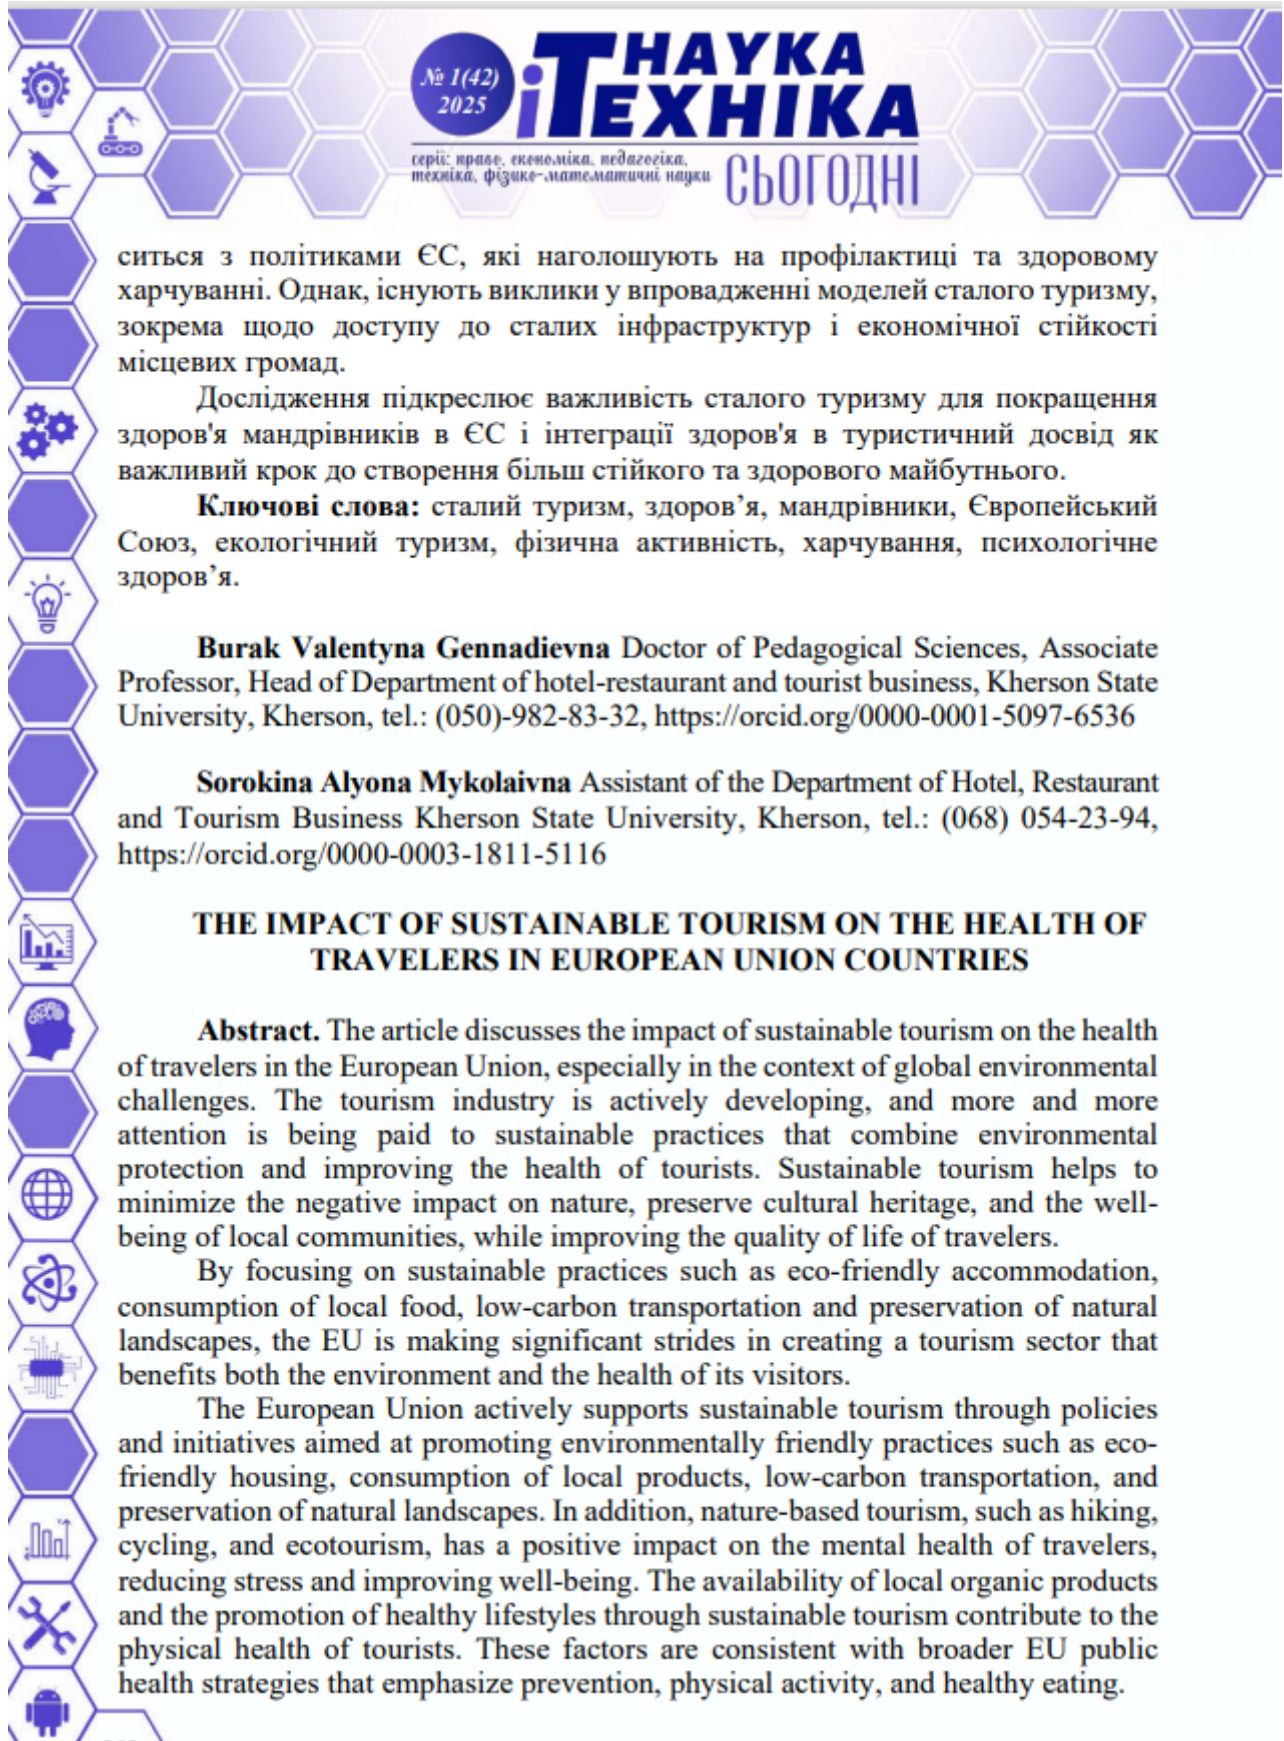 № 1(42)
2025
НАУКА
і ТЕХНІКА
СЬОГОДНІ
серії: право, економіка, педагогіка,
техніка, фізико-математичні науки
ситься з політиками ЄС, які наголошують на профілактиці та здоровому
харчуванні. Однак, існують виклики у впровадженні моделей сталого туризму,
зокрема щодо доступу до сталих інфраструктур і економічної стійкості
місцевих громад.
Дослідження підкреслює важливість сталого туризму для покращення
здоров'я мандрівників в ЄС і інтеграції здоров'я в туристичний досвід як
важливий крок до створення більш стійкого та здорового майбутнього.
Ключові слова: сталий туризм, здоров’я, мандрівники, Європейський
Союз, екологічний туризм, фізична активність, харчування, психологічне
здоров’я.
Burak Valentyna Gennadievna Doctor of Pedagogical Sciences, Associate
Professor, Head of Department of hotel-restaurant and tourist business, Kherson State
University, Kherson, tel.: (050)-982-83-32, https://orcid.org/0000-0001-5097-6536
Sorokina Alyona Mykolaivna Assistant of the Department of Hotel, Restaurant
and Tourism Business Kherson State University, Kherson, tel.: (068) 054-23-94,
https://orcid.org/0000-0003-1811-5116
THE IMPACT OF SUSTAINABLE TOURISM ON THE HEALTH OF
TRAVELERS IN EUROPEAN UNION COUNTRIES
Abstract. The article discusses the impact of sustainable tourism on the health
of travelers in the European Union, especially in the context of global environmental
challenges. The tourism industry is actively developing, and more and more
attention is being paid to sustainable practices that combine environmental
protection and improving the health of tourists. Sustainable tourism helps to
minimize the negative impact on nature, preserve cultural heritage, and the well-
being of local communities, while improving the quality of life of travelers.
By focusing on sustainable practices such as eco-friendly accommodation,
consumption of local food, low-carbon transportation and preservation of natural
landscapes, the EU is making significant strides in creating a tourism sector that
benefits both the environment and the health of its visitors.
The European Union actively supports sustainable tourism through policies
and initiatives aimed at promoting environmentally friendly practices such as eco-
friendly housing, consumption of local products, low-carbon transportation, and
preservation of natural landscapes. In addition, nature-based tourism, such as hiking,
cycling, and ecotourism, has a positive impact on the mental health of travelers,
reducing stress and improving well-being. The availability of local organic products
and the promotion of healthy lifestyles through sustainable tourism contribute to the
physical health of tourists. These factors are consistent with broader EU public
health strategies that emphasize prevention, physical activity, and healthy eating.